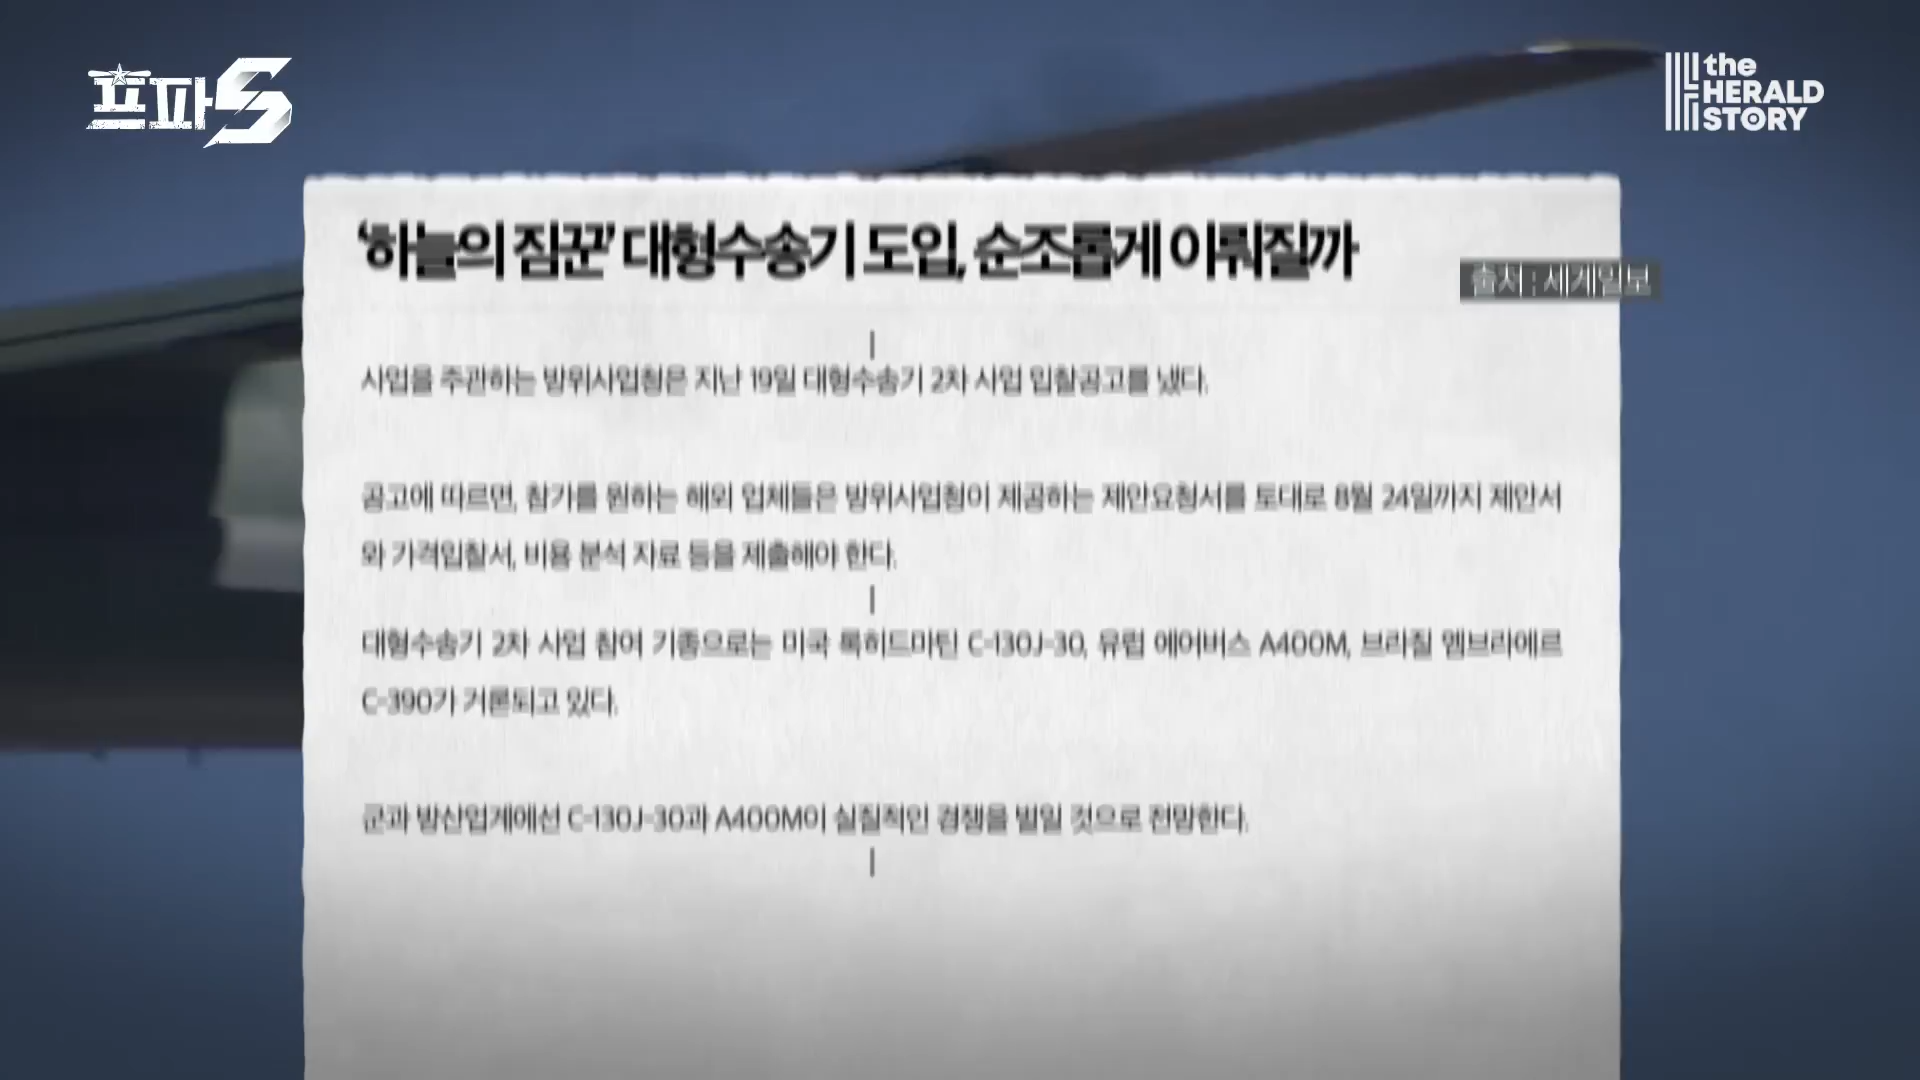 프파S
the
HERALD
STORY
‘하늘의 짐꾼’ 대형수송기 도입, 순조롭게 이뤄질까
출처 : 세계일보
사업을 주관하는 방위사업청은 지난 19일 대형수송기 2차 사업 입찰공고를 냈다.
공고에 따르면, 참가를 원하는 해외 업체들은 방위사업청이 제공하는 제안요청서를 토대로 8월 24일까지 제안서
와 가격입찰서, 비용 분석 자료 등을 제출해야 한다.
대형수송기 2차 사업 참여 기종으로는 미국 록히드마틴 C-130J-30, 유럽 에어버스 A400M, 브라질 엠브라에르
C-390가 거론되고 있다.
군과 방산업계에선 C-130J-30과 A400M이 실질적인 경쟁을 벌일 것으로 전망한다.